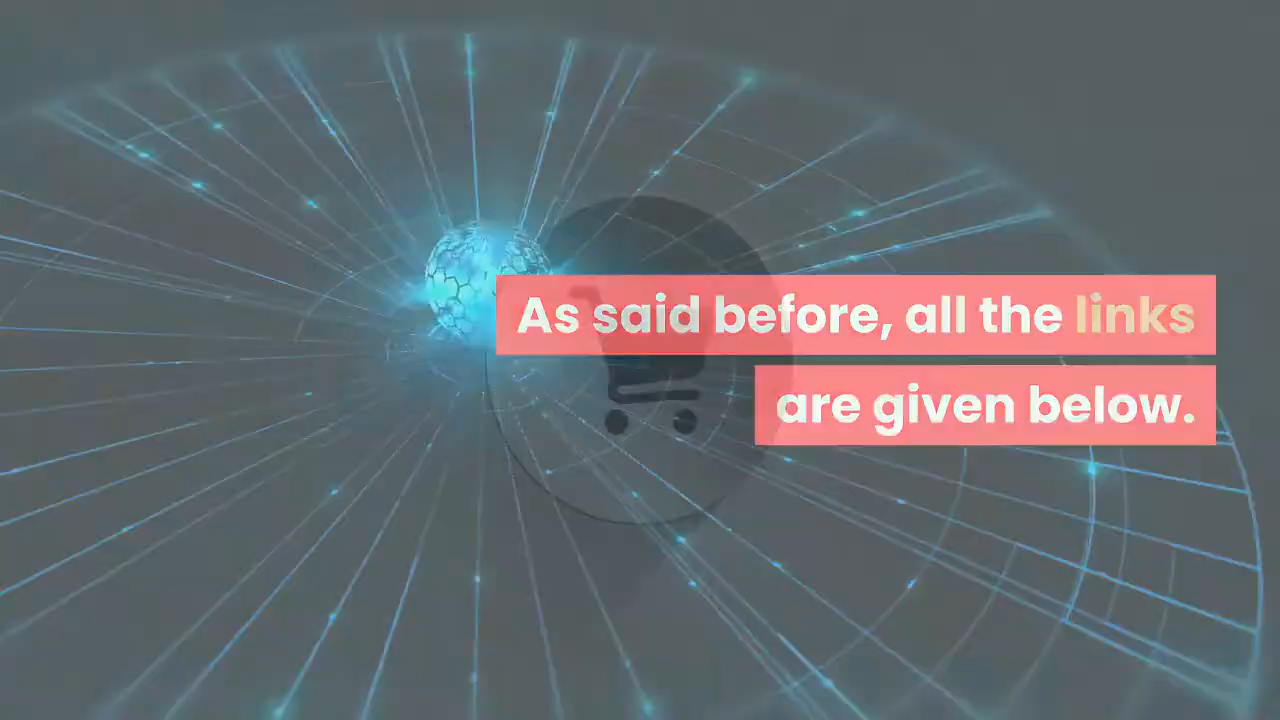 As said before, all the links
are given below.